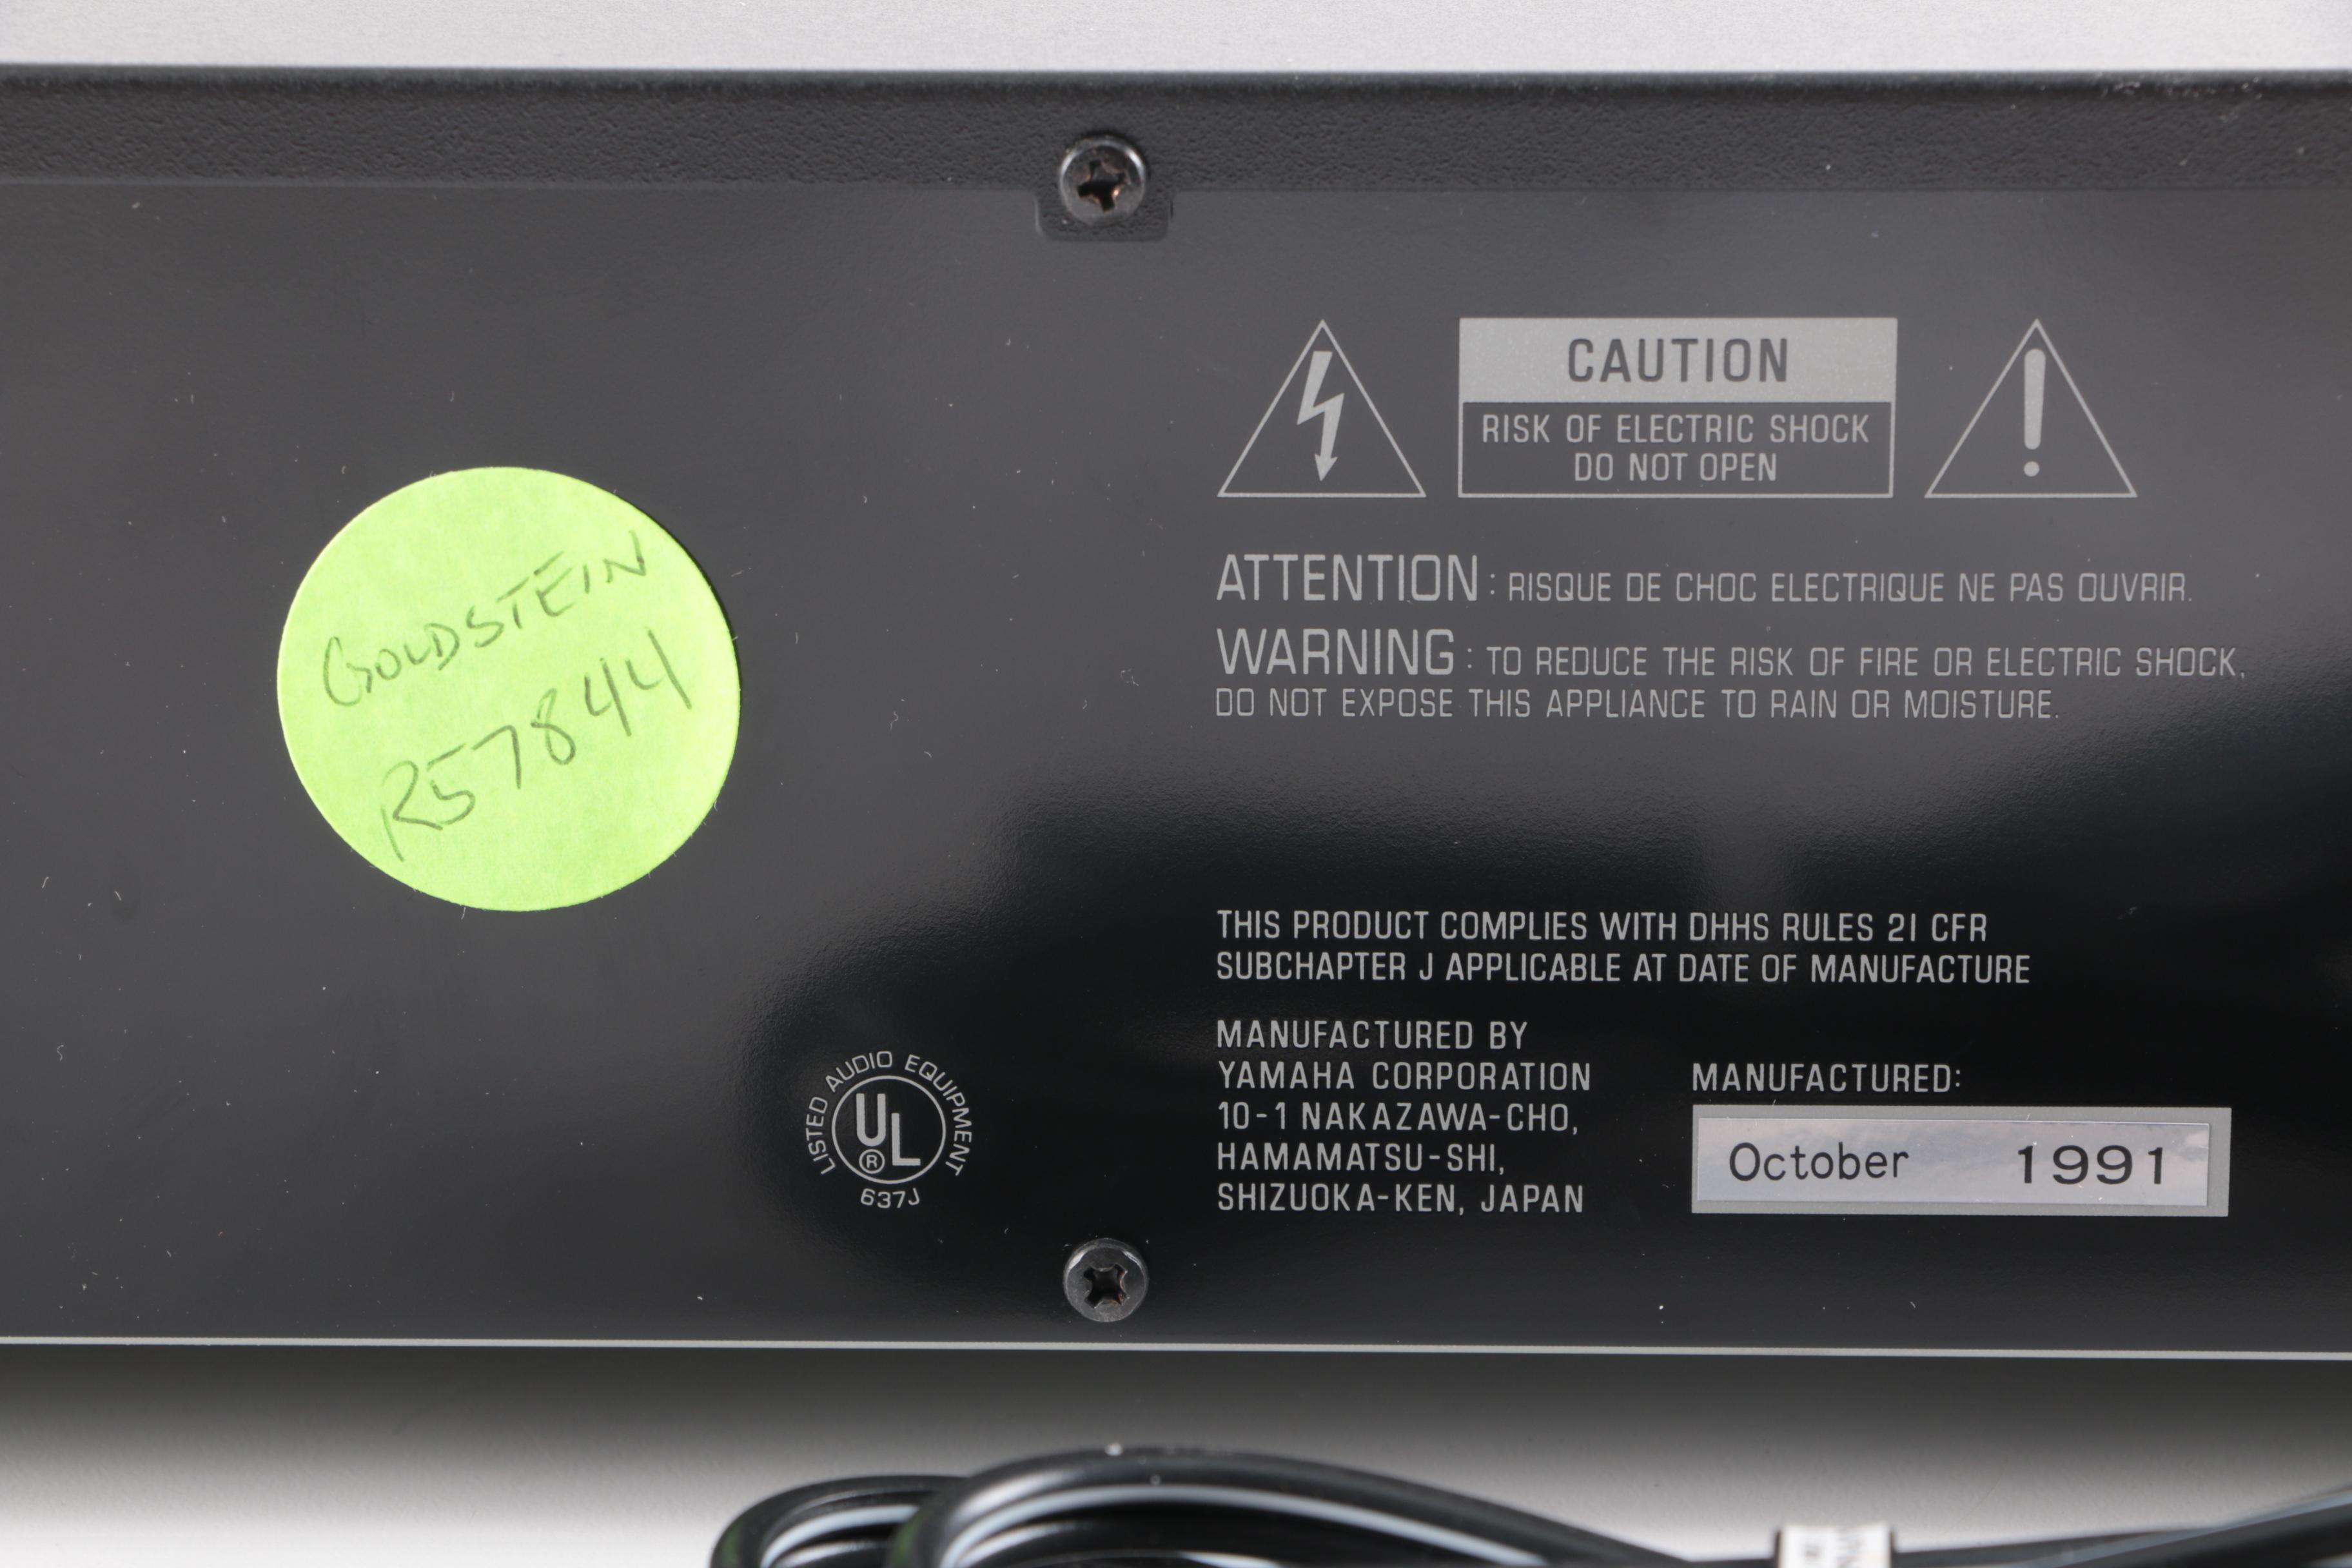 GOLDSTEIN
R57844
CAUTION
RISK OF ELECTRIC SHOCK
DO NOT OPEN
ATTENTION : RISQUE DE CHOC ELECTRIQUE NE PAS OUVRIR.
WARNING : TO REDUCE THE RISK OF FIRE OR ELECTRIC SHOCK,
DO NOT EXPOSE THIS APPLIANCE TO RAIN OR MOISTURE.
THIS PRODUCT COMPLIES WITH DHHS RULES 21 CFR
SUBCHAPTER J APPLICABLE AT DATE OF MANUFACTURE
LISTED AUDIO EQUIPMENT
UL ®
637J
MANUFACTURED BY
YAMAHA CORPORATION
10-1 NAKAZAWA-CHO,
HAMAMATSU-SHI,
SHIZUOKA-KEN, JAPAN
MANUFACTURED:
October 1991